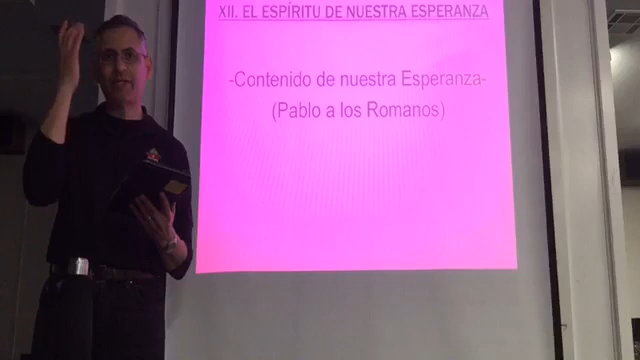 XII. EL ESPÍRITU DE NUESTRA ESPERANZA
-Contenido de nuestra Esperanza-
(Pablo a los Romanos)